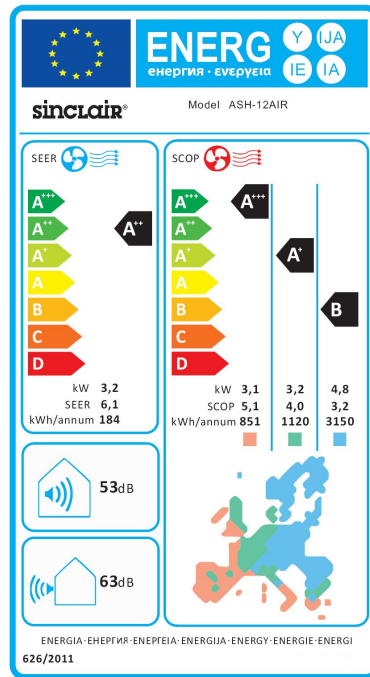 ENERG
енергия · ενεργεια
Y IJA
IE IA
sinclair®
Model ASH-12AIR
SEER
A+++
A++
A+
A
B
C
D
A++
kW 3,2
SEER 6,1
kWh/annum 184
SCOP
A+++
A++
A+
A
B
C
D
A+++
A+
B
kW 3,1 3,2 4,8
SCOP 5,1 4,0 3,2
kWh/annum 851 1120 3150
53dB
63dB
ENERGIA·ЕНЕРГИЯ·ΕΝΕΡΓΕΙΑ·ENERGIJA·ENERGY·ENERGIE·ENERGI
626/2011